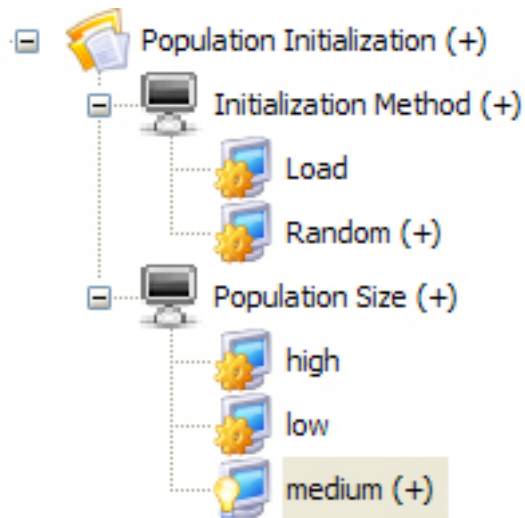 Population Initialization (+)
Initialization Method (+)
Load
Random (+)
Population Size (+)
high
low
medium (+)